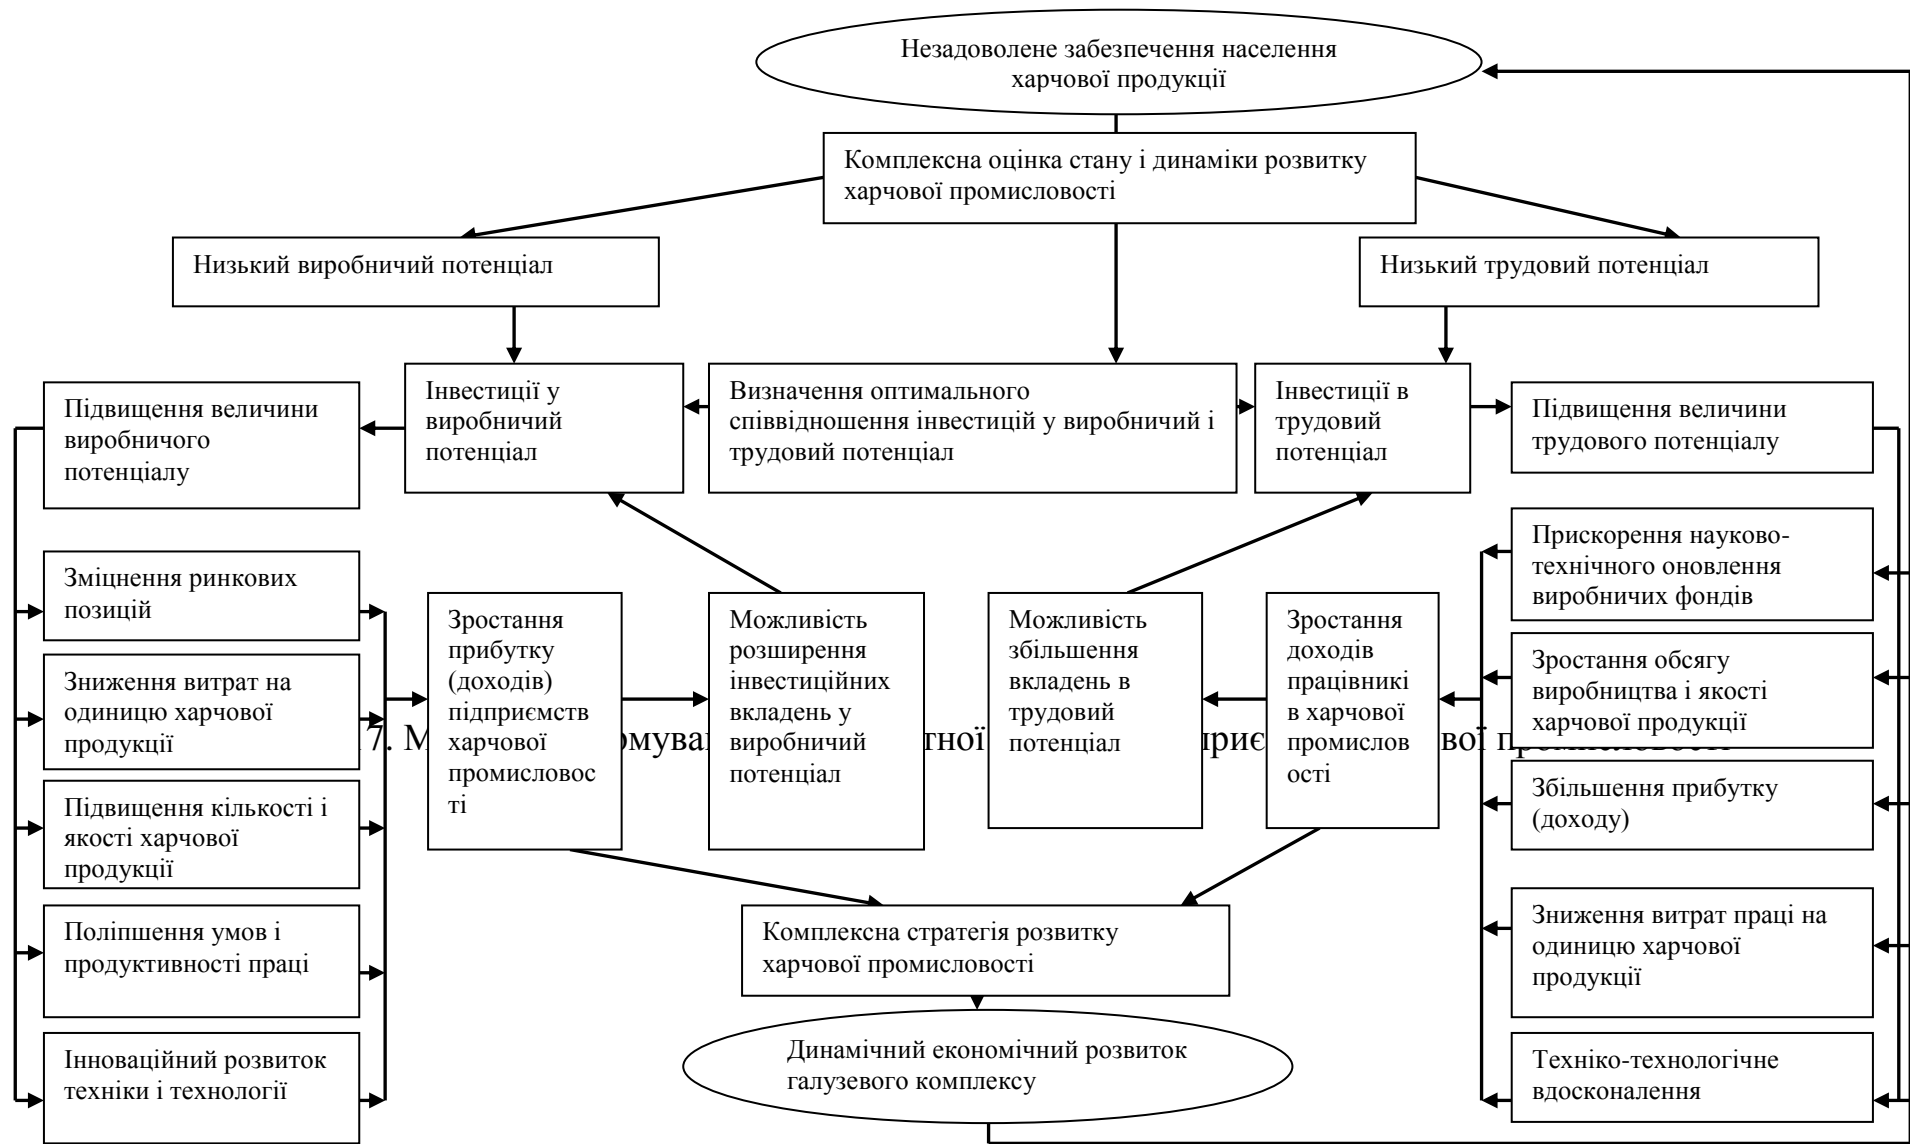 Незадоволене забезпечення населення
харчової продукції
Комплексна оцінка стану і динаміки розвитку
харчової промисловості
Низький виробничий потенціал
Низький трудовий потенціал
Підвищення величини
виробничого
потенціалу
Інвестиції у
виробничий
потенціал
Визначення оптимального
співвідношення інвестицій у виробничий і
трудовий потенціал
Інвестиції в
трудовий
потенціал
Підвищення величини
трудового потенціалу
Зміцнення ринкових
позицій
Зниження витрат на
одиницю харчової
продукції
Підвищення кількості і
якості харчової
продукції
Поліпшення умов і
продуктивності праці
Інноваційний розвиток
техніки і технології
Зростання
прибутку
(доходів)
підприємств
харчової
промисловос
ті
Можливість
розширення
інвестиційних
вкладень у
виробничий
потенціал
Можливість
збільшення
вкладень в
трудовий
потенціал
Зростання
доходів
працівникі
в харчової
промислов
ості
Прискорення науково-
технічного оновлення
виробничих фондів
Зростання обсягу
виробництва і якості
харчової продукції
Збільшення прибутку
(доходу)
Зниження витрат праці на
одиницю харчової
продукції
Техніко-технологічне
вдосконалення
Комплексна стратегія розвитку
харчової промисловості
Динамічний економічний розвиток
галузевого комплексу